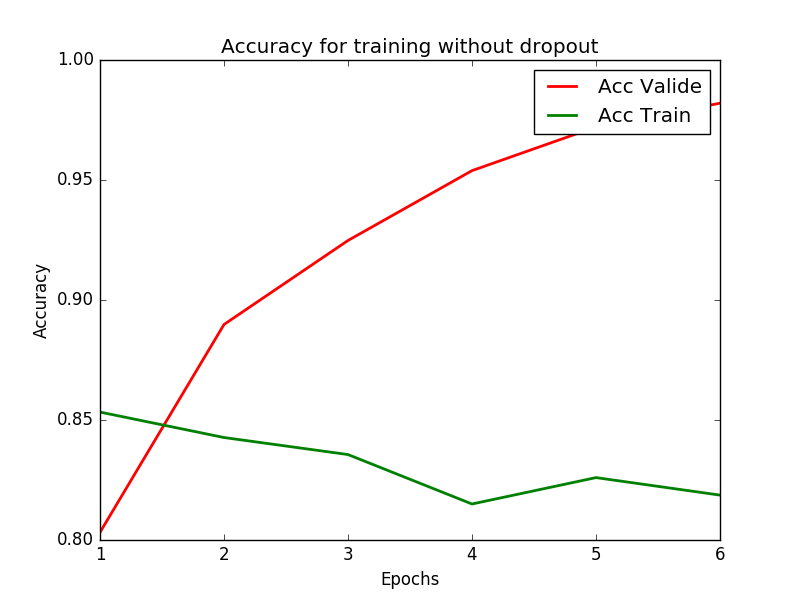 Accuracy for training without dropout
1.00
Acc Valide
Acc Train
0.95
0.90
Accuracy
0.85
0.80
1 2 3 4 5 6
Epochs